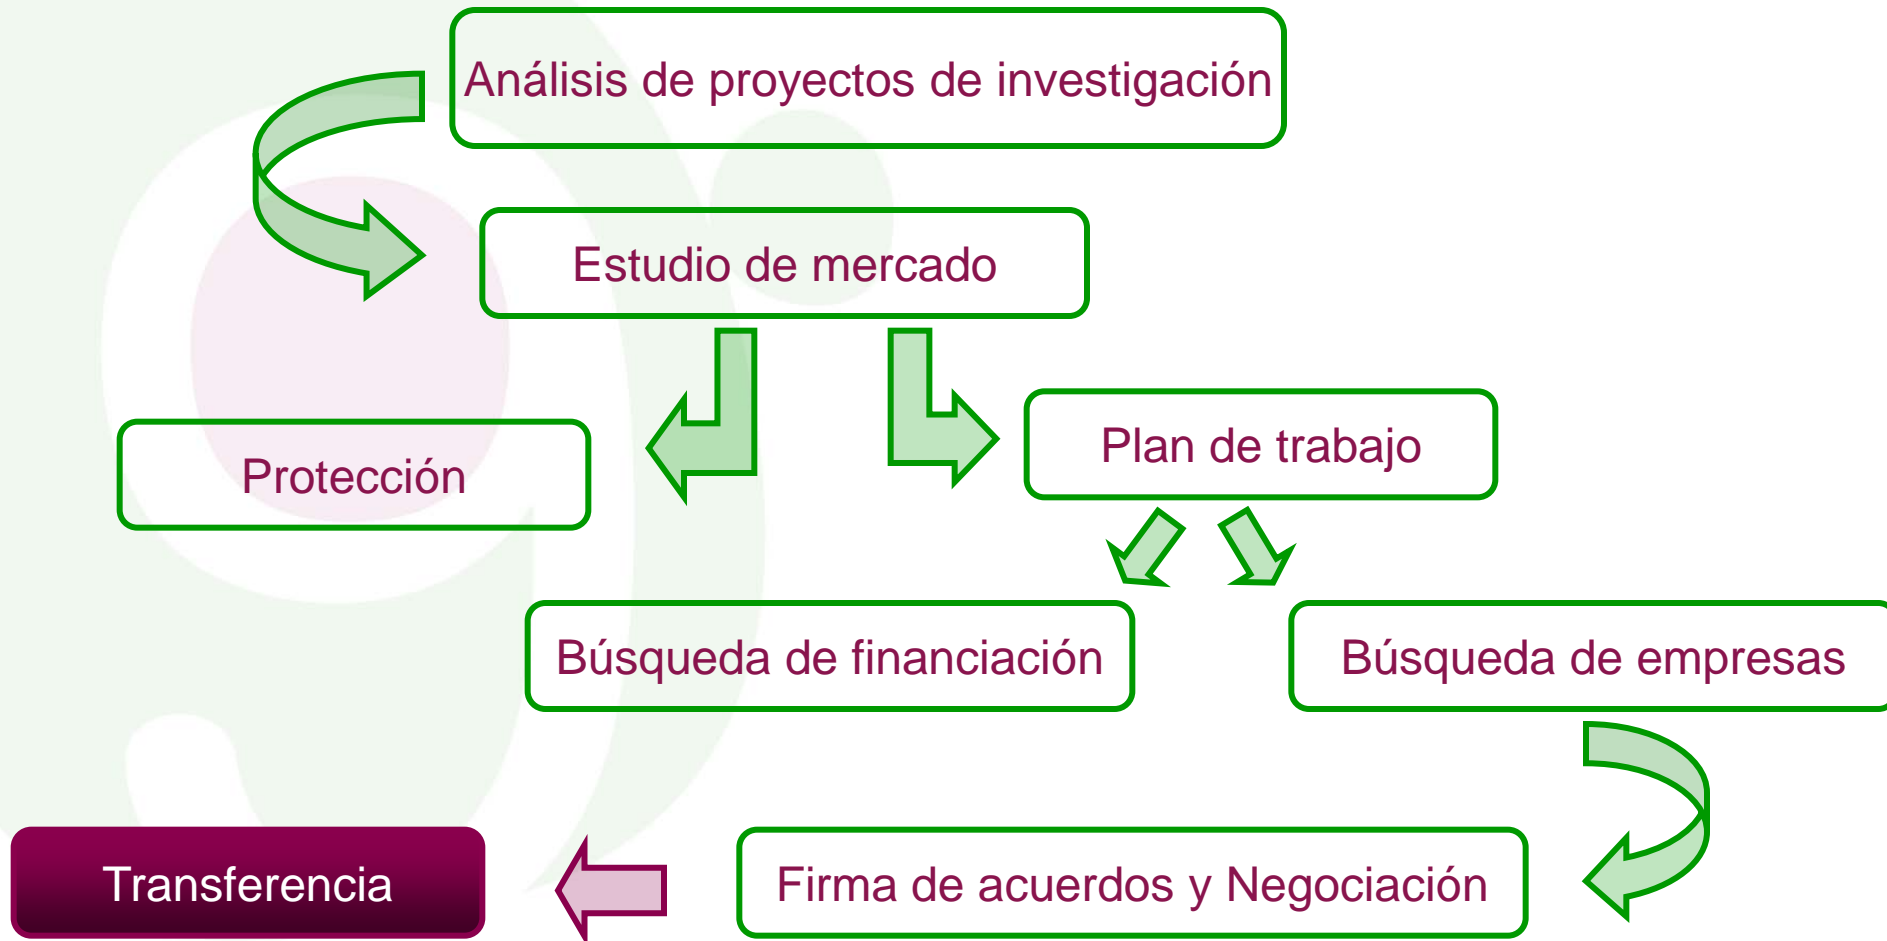 Análisis de proyectos de investigación
Estudio de mercado
Protección
Plan de trabajo
Búsqueda de financiación
Búsqueda de empresas
Transferencia
Firma de acuerdos y Negociación